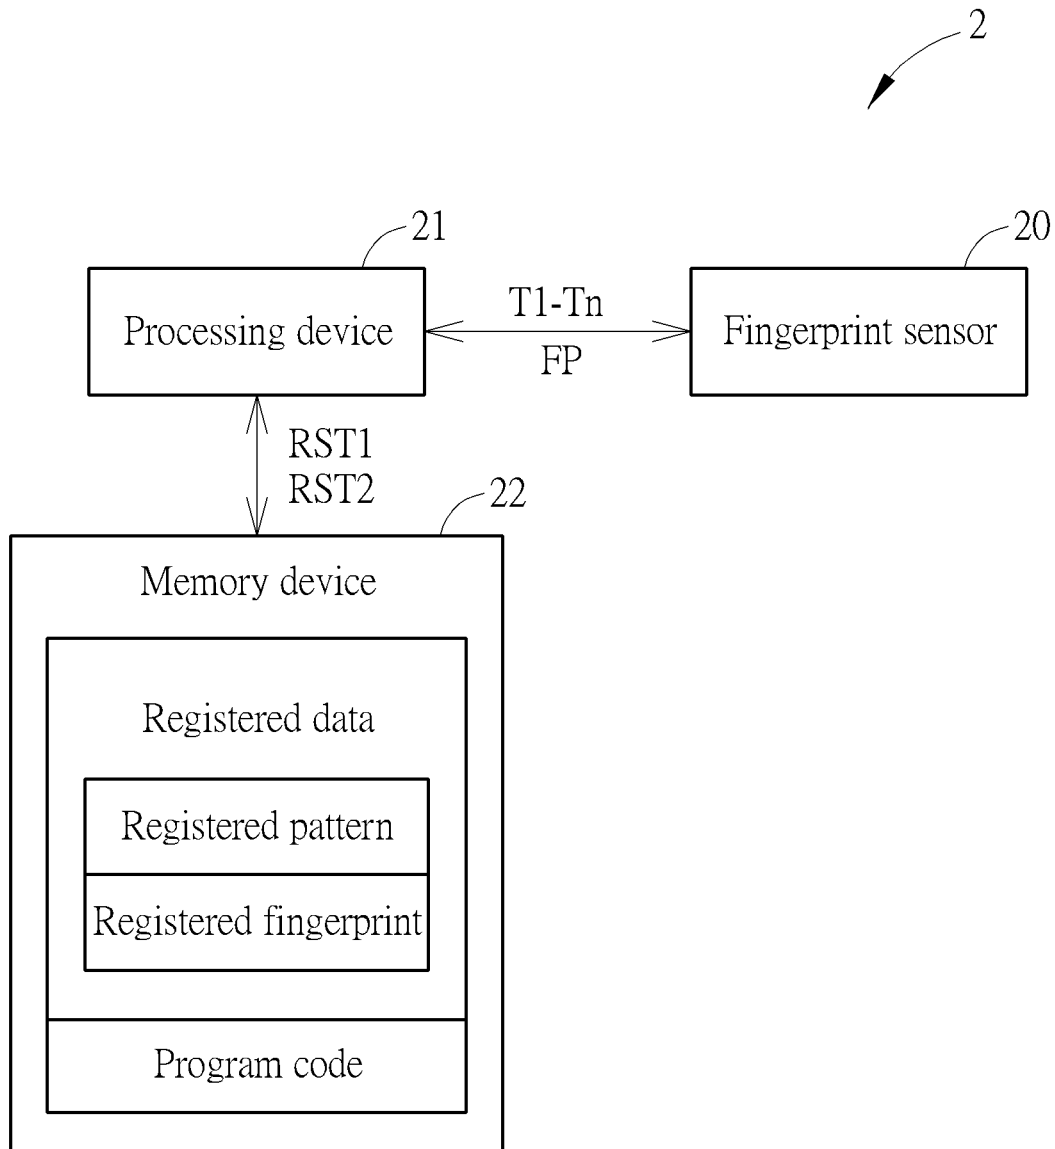 2
21
20
Processing device
T1-Tn
FP
Fingerprint sensor
RST1
RST2
22
Memory device
Registered data
Registered pattern
Registered fingerprint
Program code